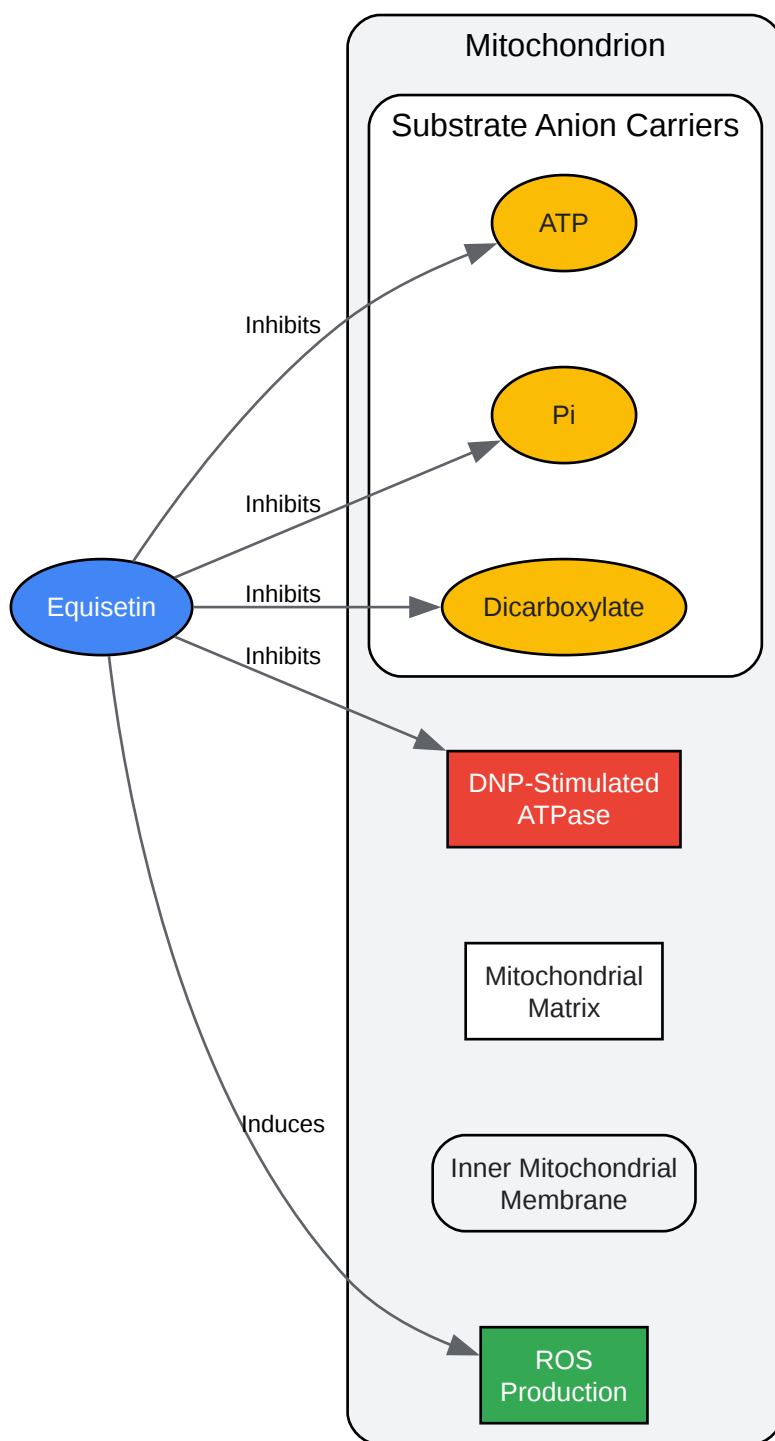 Mitochondrion
Substrate Anion Carriers
ATP
Inhibits
Pi
Inhibits
Equisetin
Inhibits
Dicarboxylate
Inhibits
DNP-Stimulated
ATPase
Mitochondrial
Matrix
Induces
Inner Mitochondrial
Membrane
ROS
Production